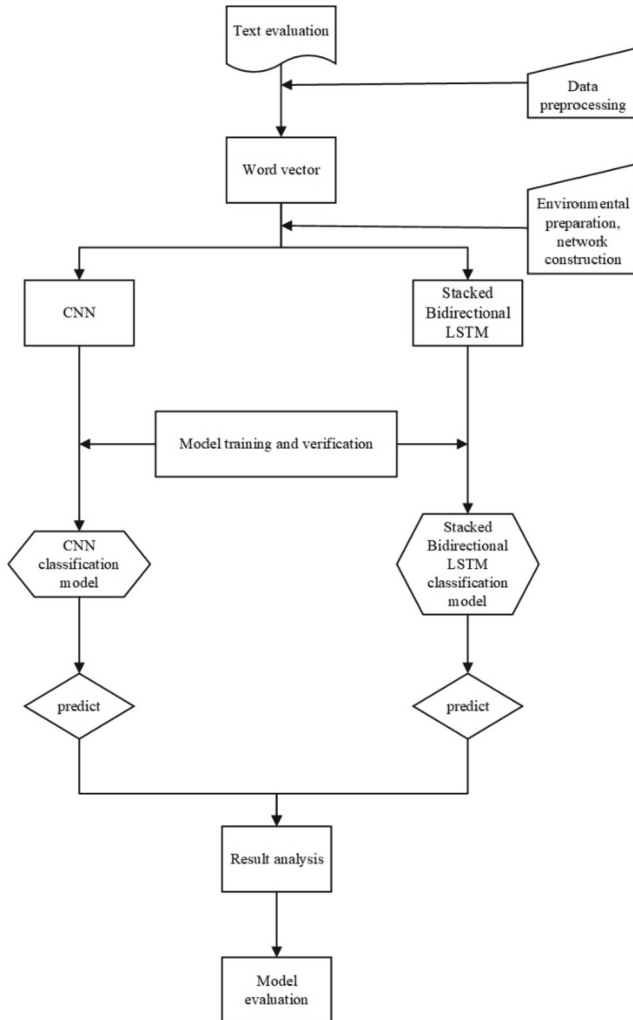 Text evaluation
Data
preprocessing
Word vector
Environmental
preparation,
network
construction
CNN
Stacked
Bidirectional
LSTM
Model training and verification
CNN
classification
model
Stacked
Bidirectional
LSTM
classification
model
predict
predict
Result analysis
Model
evaluation